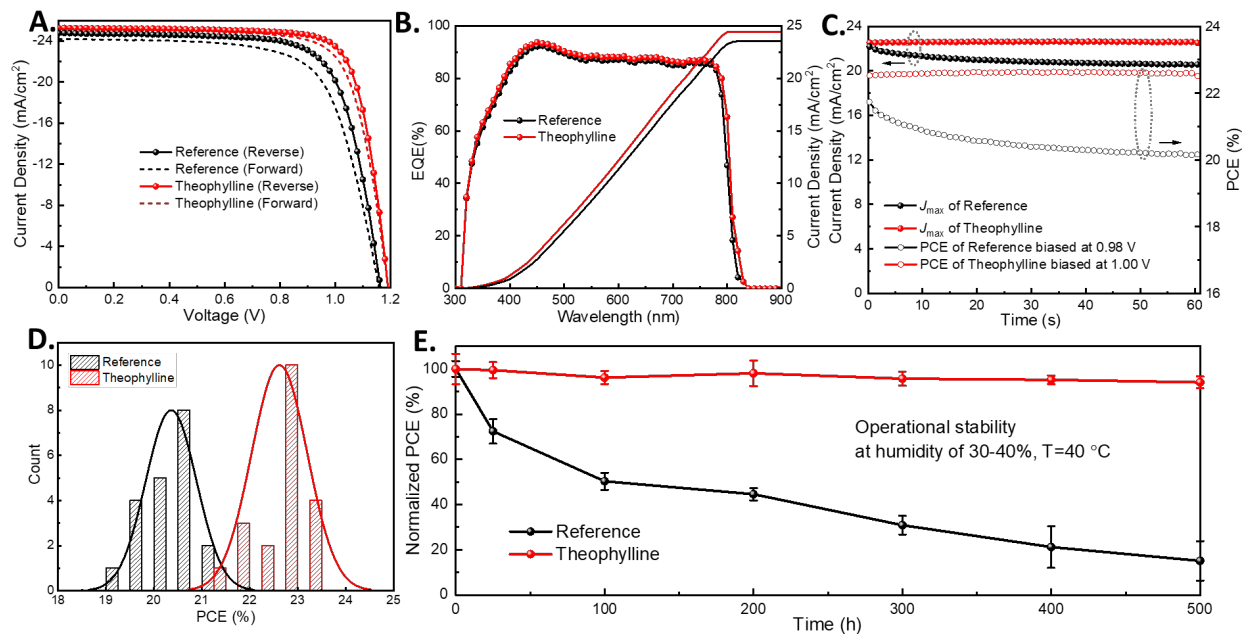 A.
-24
-20
-16
-12
-8
-4
0
0.0
0.2
0.4
0.6
0.8
1.0
1.2
Current Density (mA/cm²)
Voltage (V)
Reference (Reverse)
Reference (Forward)
Theophylline (Reverse)
Theophylline (Forward)
B.
100
80
60
40
20
0
300
400
500
600
700
800
900
25
20
15
10
5
0
EQE(%)
Wavelength (nm)
Current Density (mA/cm²)
Reference
Theophylline
C.
24
20
16
12
8
4
0
0
10
20
30
40
50
60
24
22
20
18
16
Current Density (mA/cm²)
Time (s)
PCE (%)
Jmax of Reference
Jmax of Theophylline
PCE of Reference biased at 0.98 V
PCE of Theophylline biased at 1.00 V
D.
10
8
6
4
2
0
18
19
20
21
22
23
24
25
Count
PCE (%)
Reference
Theophylline
E.
100
80
60
40
20
0
0
100
200
300
400
500
Normalized PCE (%)
Time (h)
Operational stability
at humidity of 30-40%, T=40 °C
Reference
Theophylline